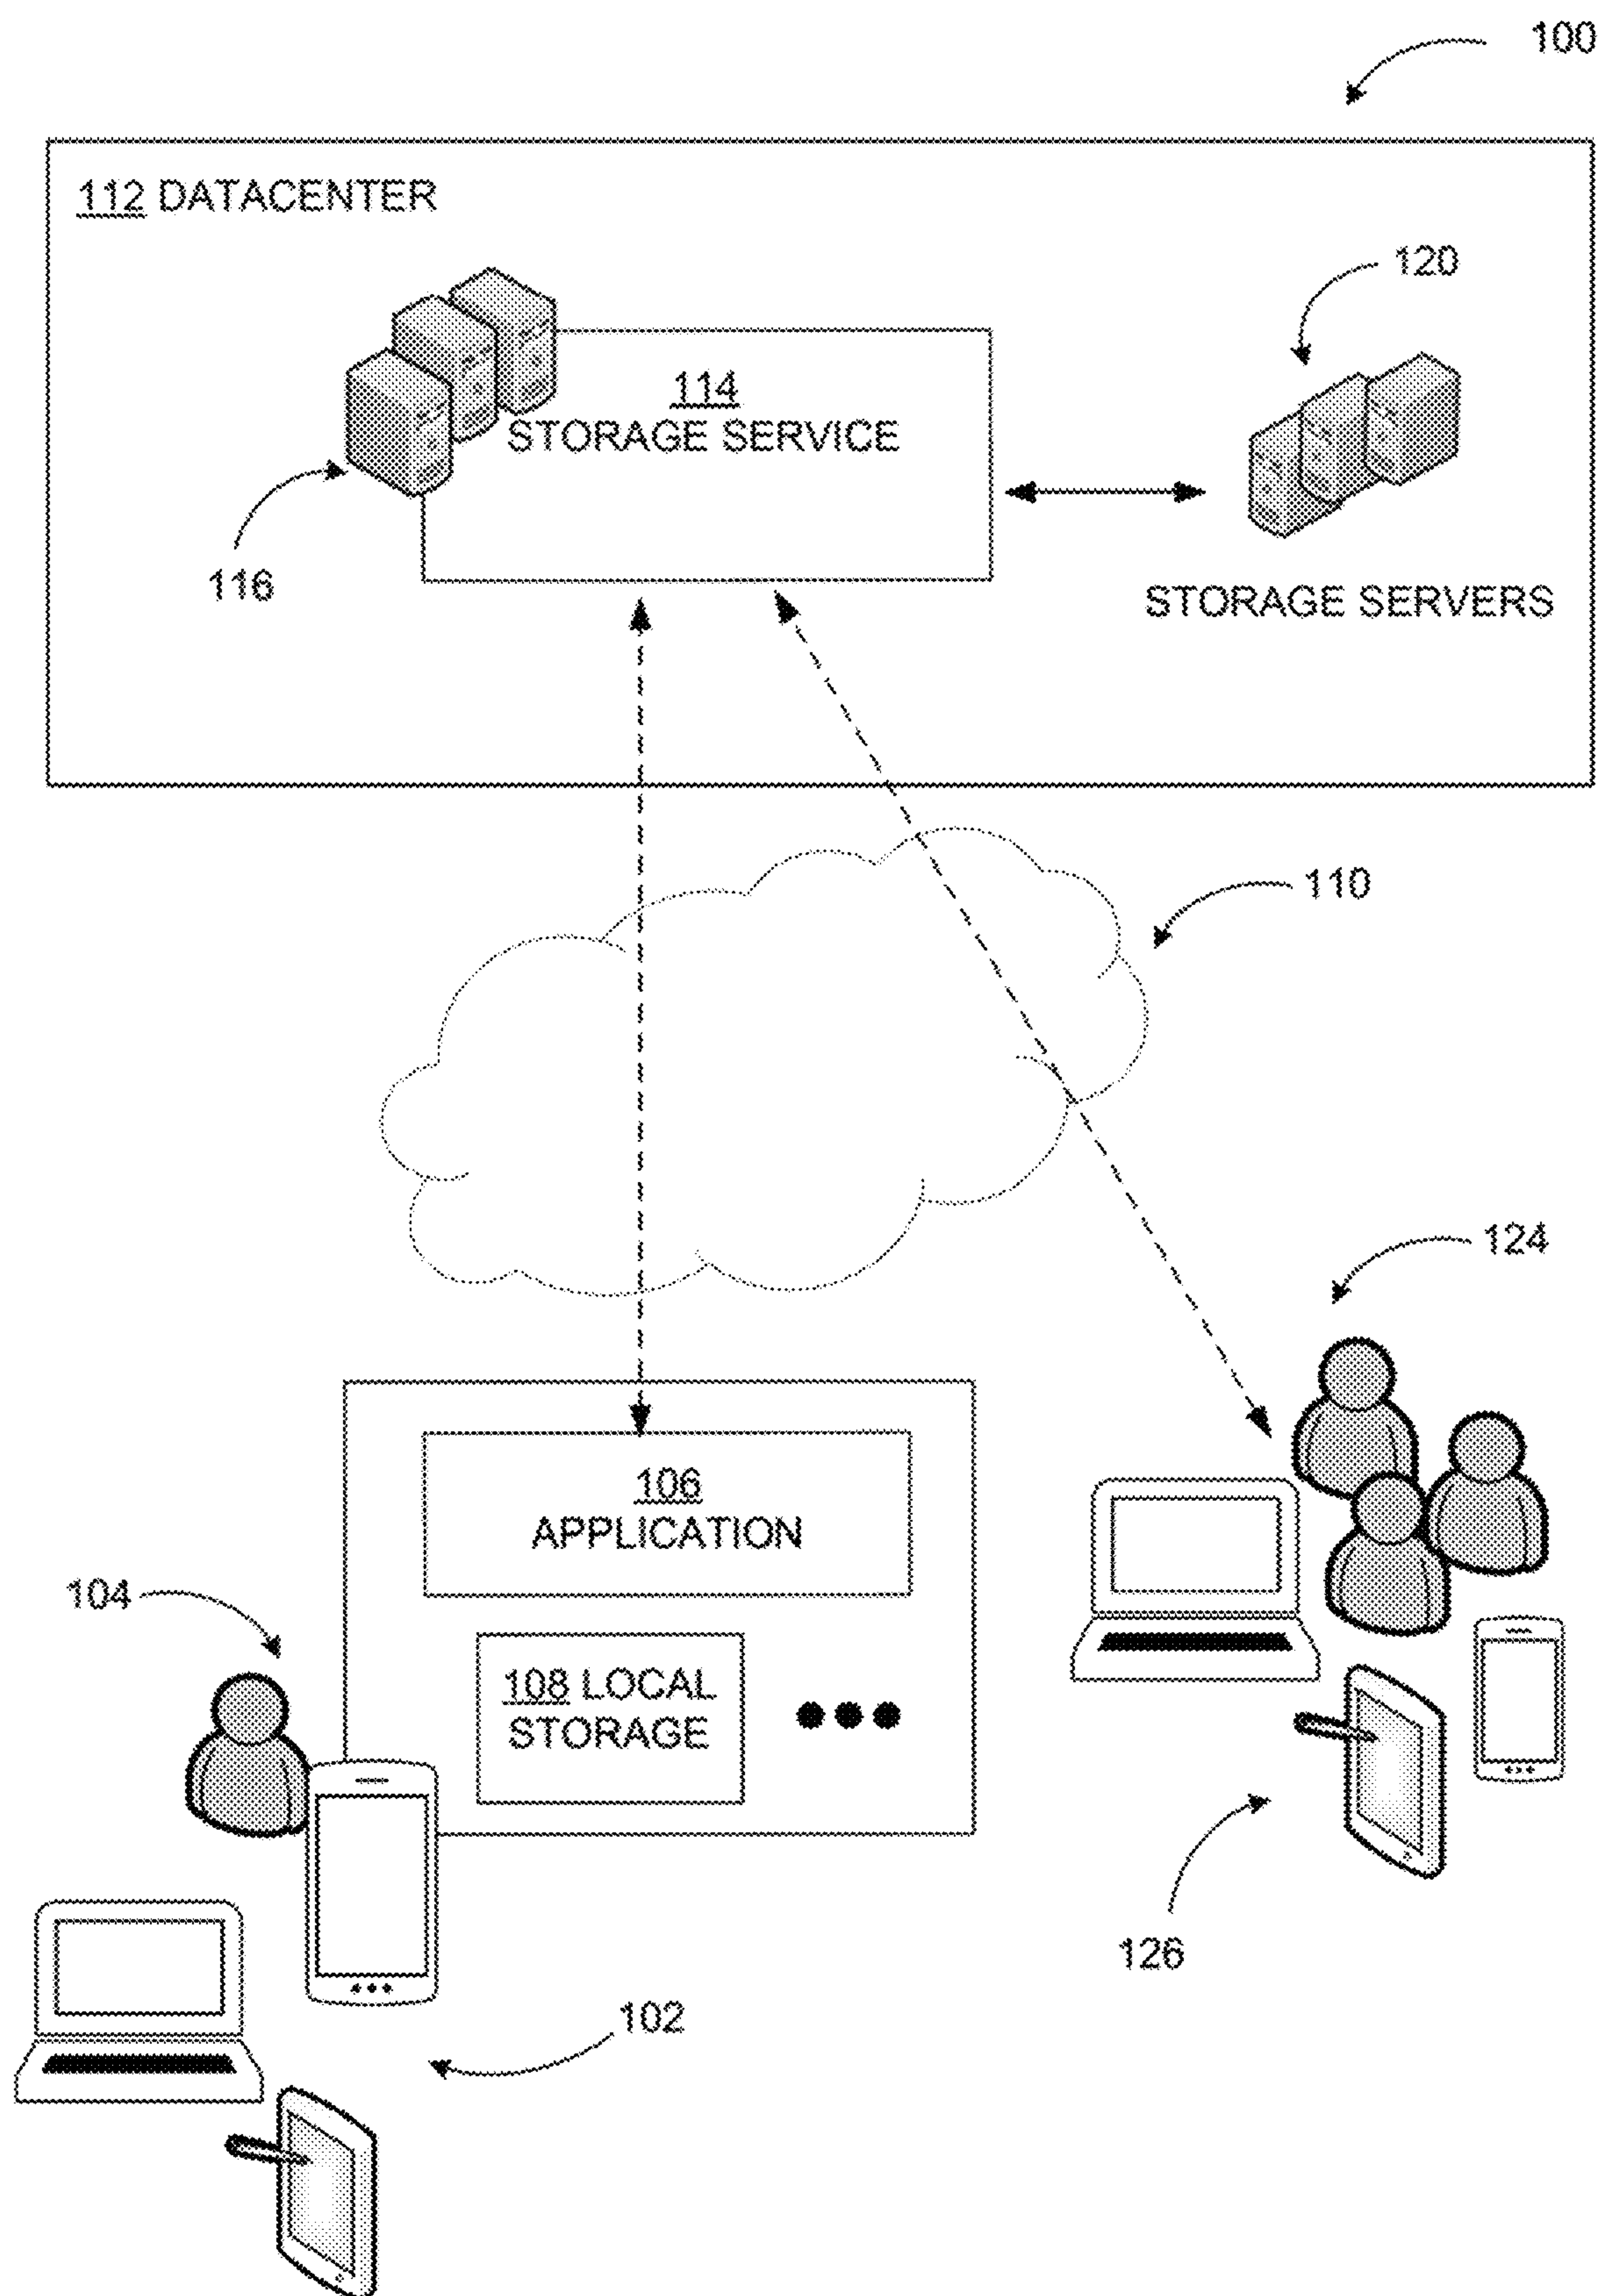 100
112 DATACENTER
120
114
STORAGE SERVICE
116
STORAGE SERVERS
110
124
106
APPLICATION
104
108 LOCAL
STORAGE
126
102